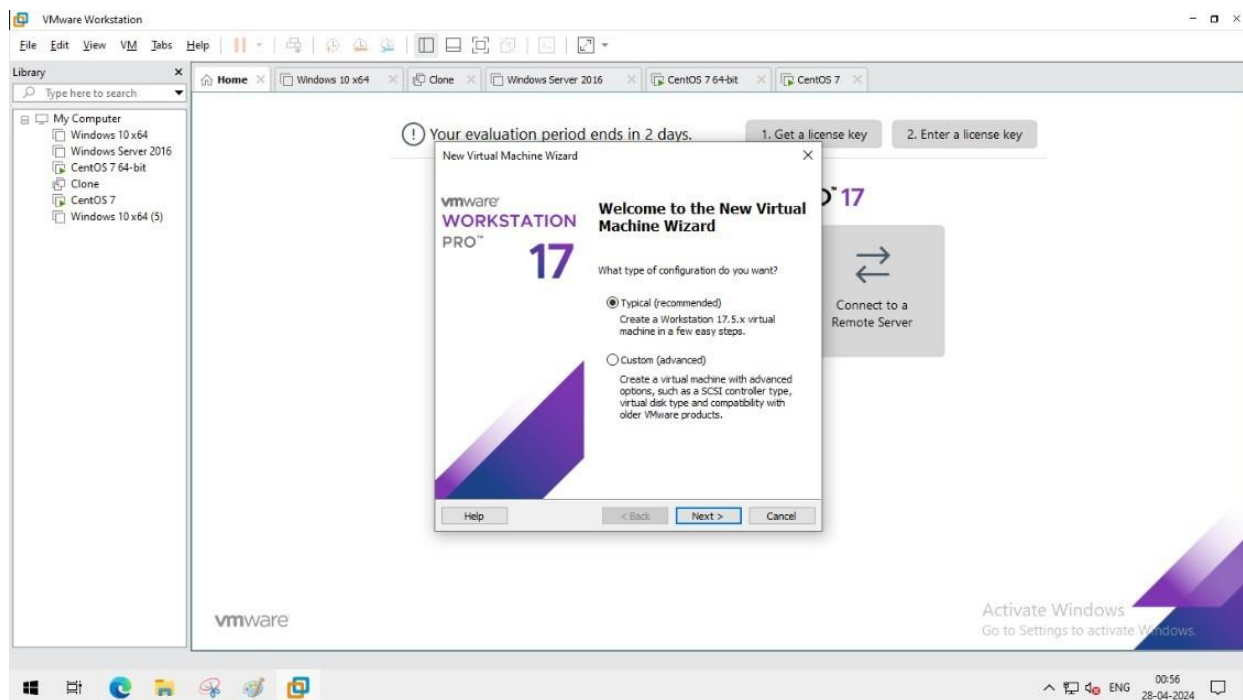 VMware Workstation
File Edit View VM Tabs Help
Library
Type here to search
My Computer
Windows 10 x64
Windows Server 2016
CentOS 7 64-bit
Clone
CentOS 7
Windows 10 x64 (5)
Home
Windows 10 x64
Clone
Windows Server 2016
CentOS 7 64-bit
CentOS 7
Your evaluation period ends in 2 days.
1. Get a license key
2. Enter a license key
17
Connect to a
Remote Server
New Virtual Machine Wizard
vmware
WORKSTATION
PRO™
17
Welcome to the New Virtual
Machine Wizard
What type of configuration do you want?
Typical (recommended)
Create a Workstation 17.5.x virtual
machine in a few easy steps.
Custom (advanced)
Create a virtual machine with advanced
options, such as a SCSI controller type,
virtual disk type and compatibility with
older VMware products.
Help
< Back
Next >
Cancel
vmware
Activate Windows
Go to Settings to activate Windows.
ENG
00:56
28-04-2024